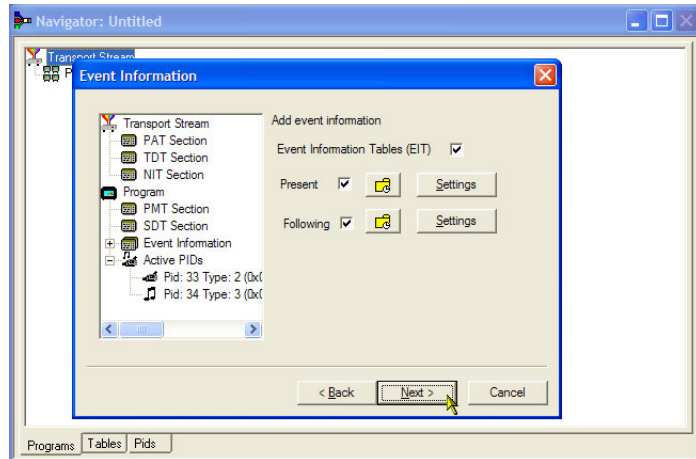 Navigator: Untitled
Transport Stream
P
Event Information
Transport Stream
PAT Section
TDT Section
NIT Section
Program
PMT Section
SDT Section
Event Information
Active PIDs
Pid: 33 Type: 2 (0x0
Pid: 34 Type: 3 (0x0
Add event information
Event Information Tables (EIT)
Present
Settings
Following
Settings
< Back
Next >
Cancel
Programs
Tables
Pids